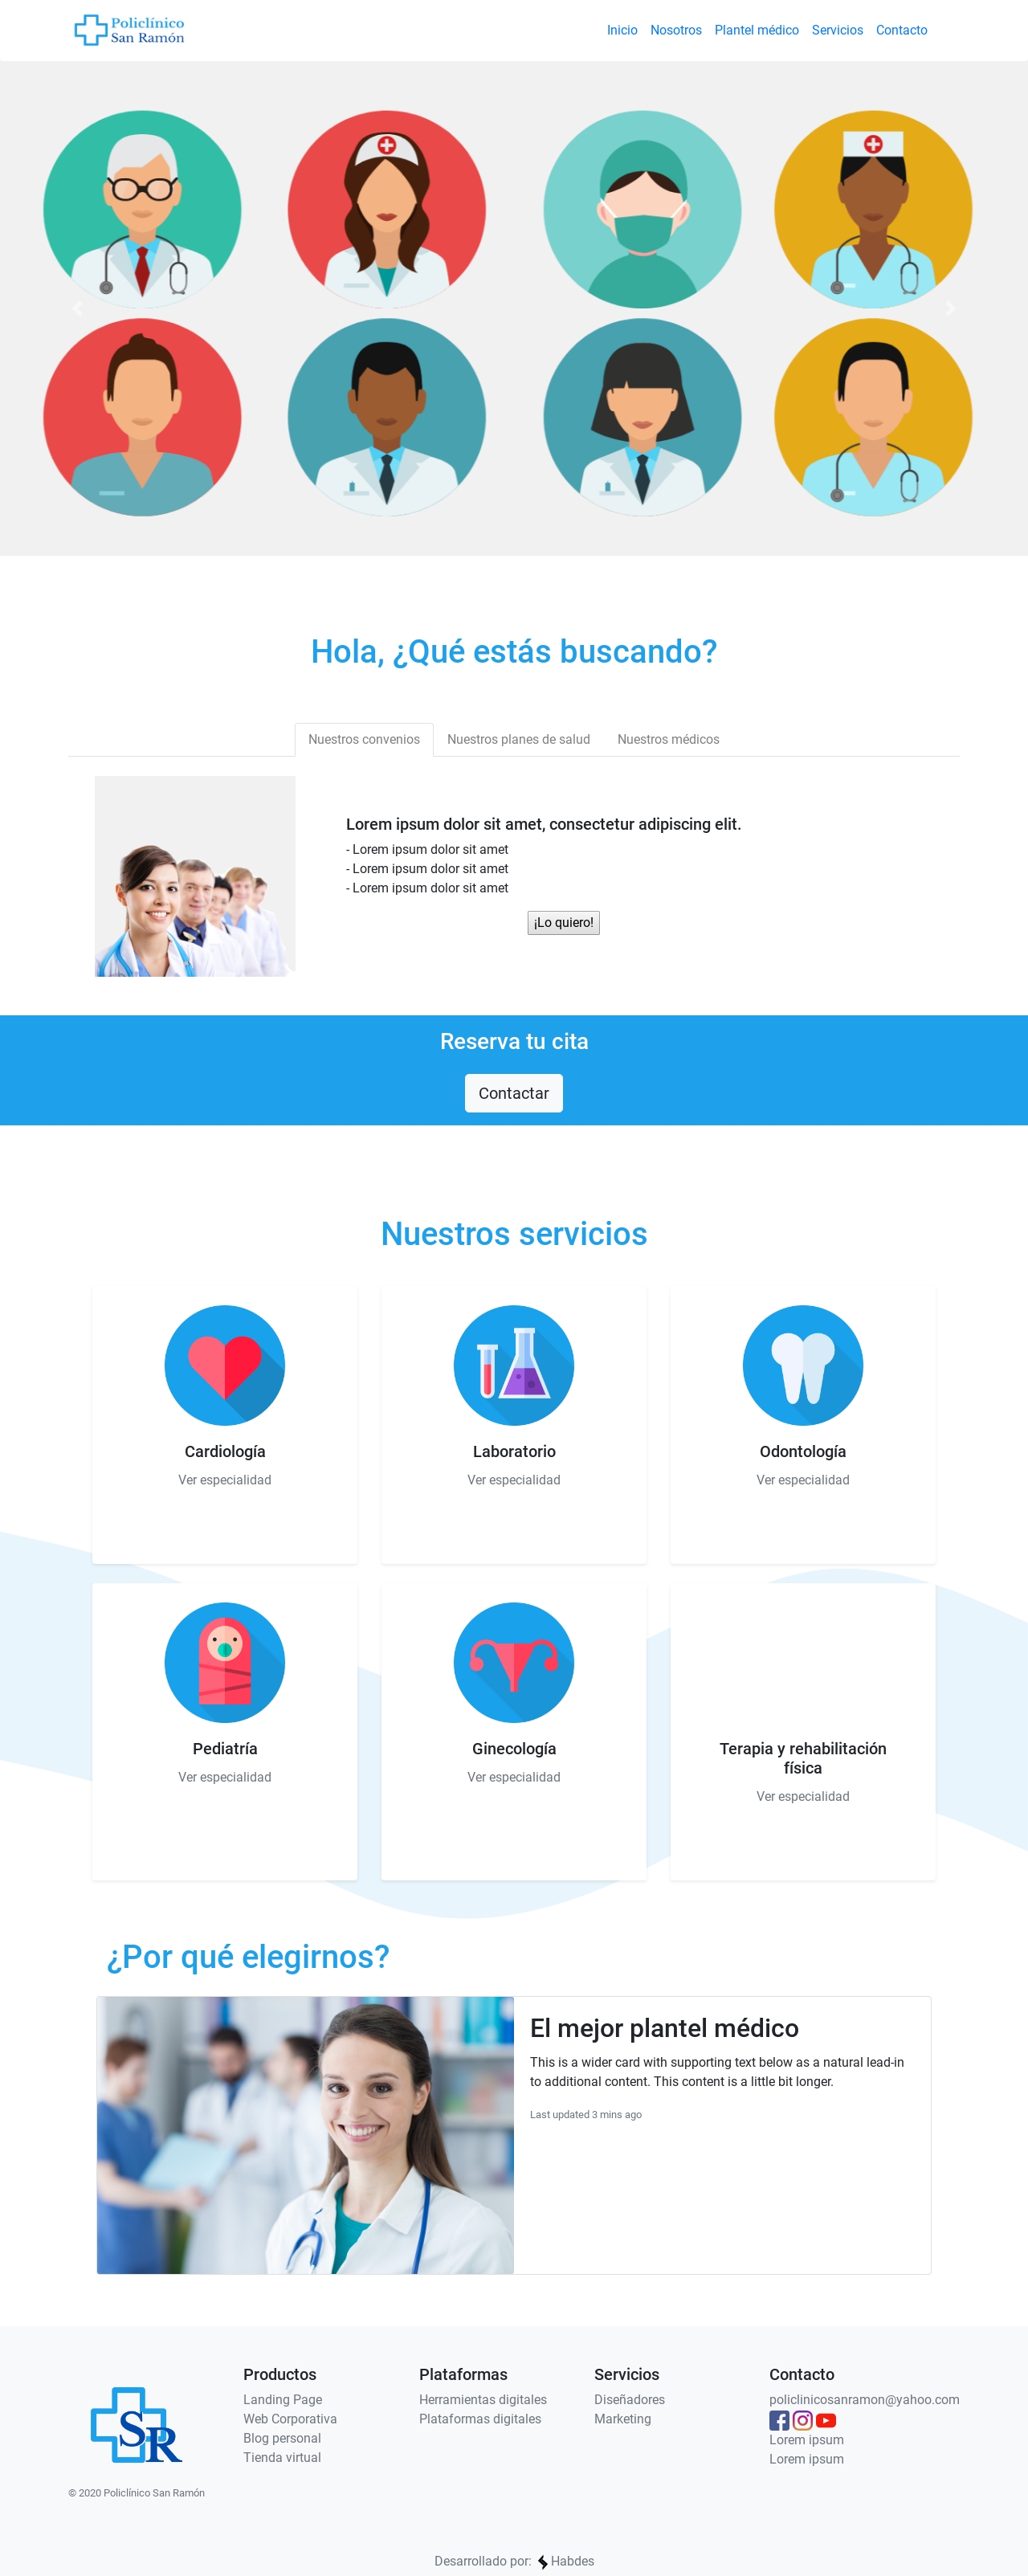 Policlínico
San Ramón
Inicio Nosotros Plantel médico Servicios Contacto
Hola, ¿Qué estás buscando?
Nuestros convenios Nuestros planes de salud Nuestros médicos
Lorem ipsum dolor sit amet, consectetur adipiscing elit.
- Lorem ipsum dolor sit amet
- Lorem ipsum dolor sit amet
- Lorem ipsum dolor sit amet
¡Lo quiero!
Reserva tu cita
Contactar
Nuestros servicios
Cardiología
Ver especialidad
Laboratorio
Ver especialidad
Odontología
Ver especialidad
Pediatría
Ver especialidad
Ginecología
Ver especialidad
Terapia y rehabilitación
física
Ver especialidad
¿Por qué elegirnos?
El mejor plantel médico
This is a wider card with supporting text below as a natural lead-in
to additional content. This content is a little bit longer.
Last updated 3 mins ago
SR
© 2020 Policlínico San Ramón
Productos
Landing Page
Web Corporativa
Blog personal
Tienda virtual
Plataformas
Herramientas digitales
Plataformas digitales
Servicios
Diseñadores
Marketing
Contacto
policlinicosanramon@yahoo.com
Lorem ipsum
Lorem ipsum
Desarrollado por: Habdes